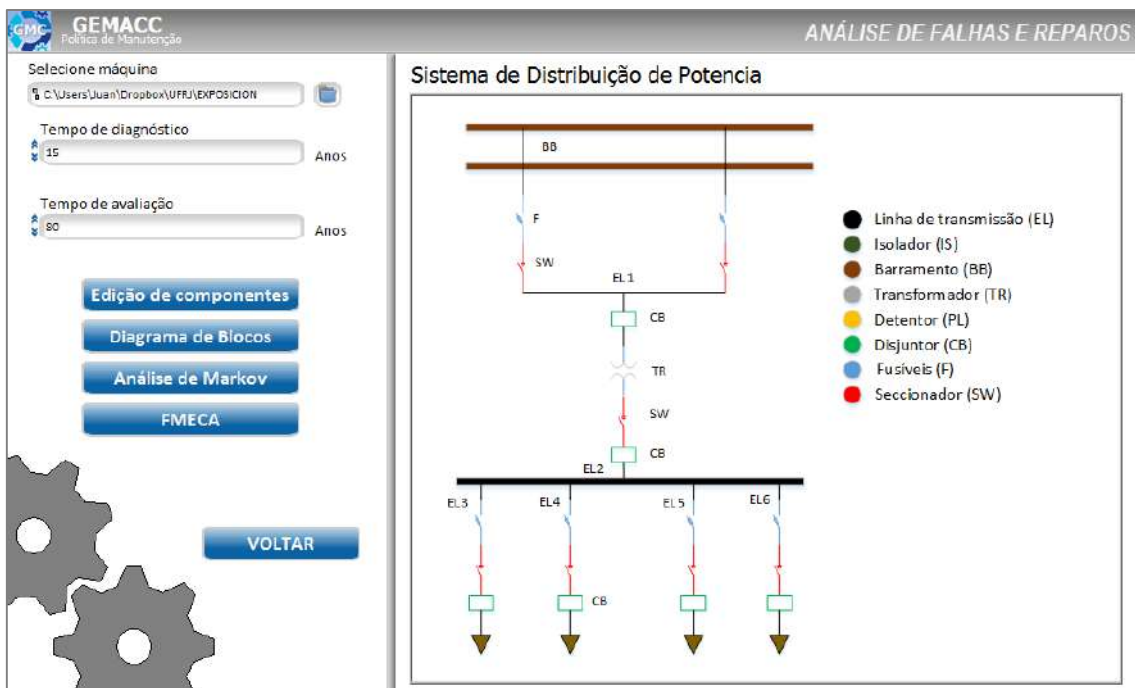 GMC
GEMACC
Política de Manutenção
ANÁLISE DE FALHAS E REPAROS
Selecione máquina
C:\Users\Juan\Dropbox\UFRJ\EXPOSICION
Tempo de diagnóstico
15
Anos
Tempo de avaliação
80
Anos
Edição de componentes
Diagrama de Blocos
Análise de Markov
FMECA
VOLTAR
Sistema de Distribuição de Potencia
BB
F
SW
EL1
CB
TR
SW
CB
EL2
EL3
EL4
EL5
EL6
CB
Linha de transmissão (EL)
Isolador (IS)
Barramento (BB)
Transformador (TR)
Detentor (PL)
Disjuntor (CB)
Fusíveis (F)
Seccionador (SW)